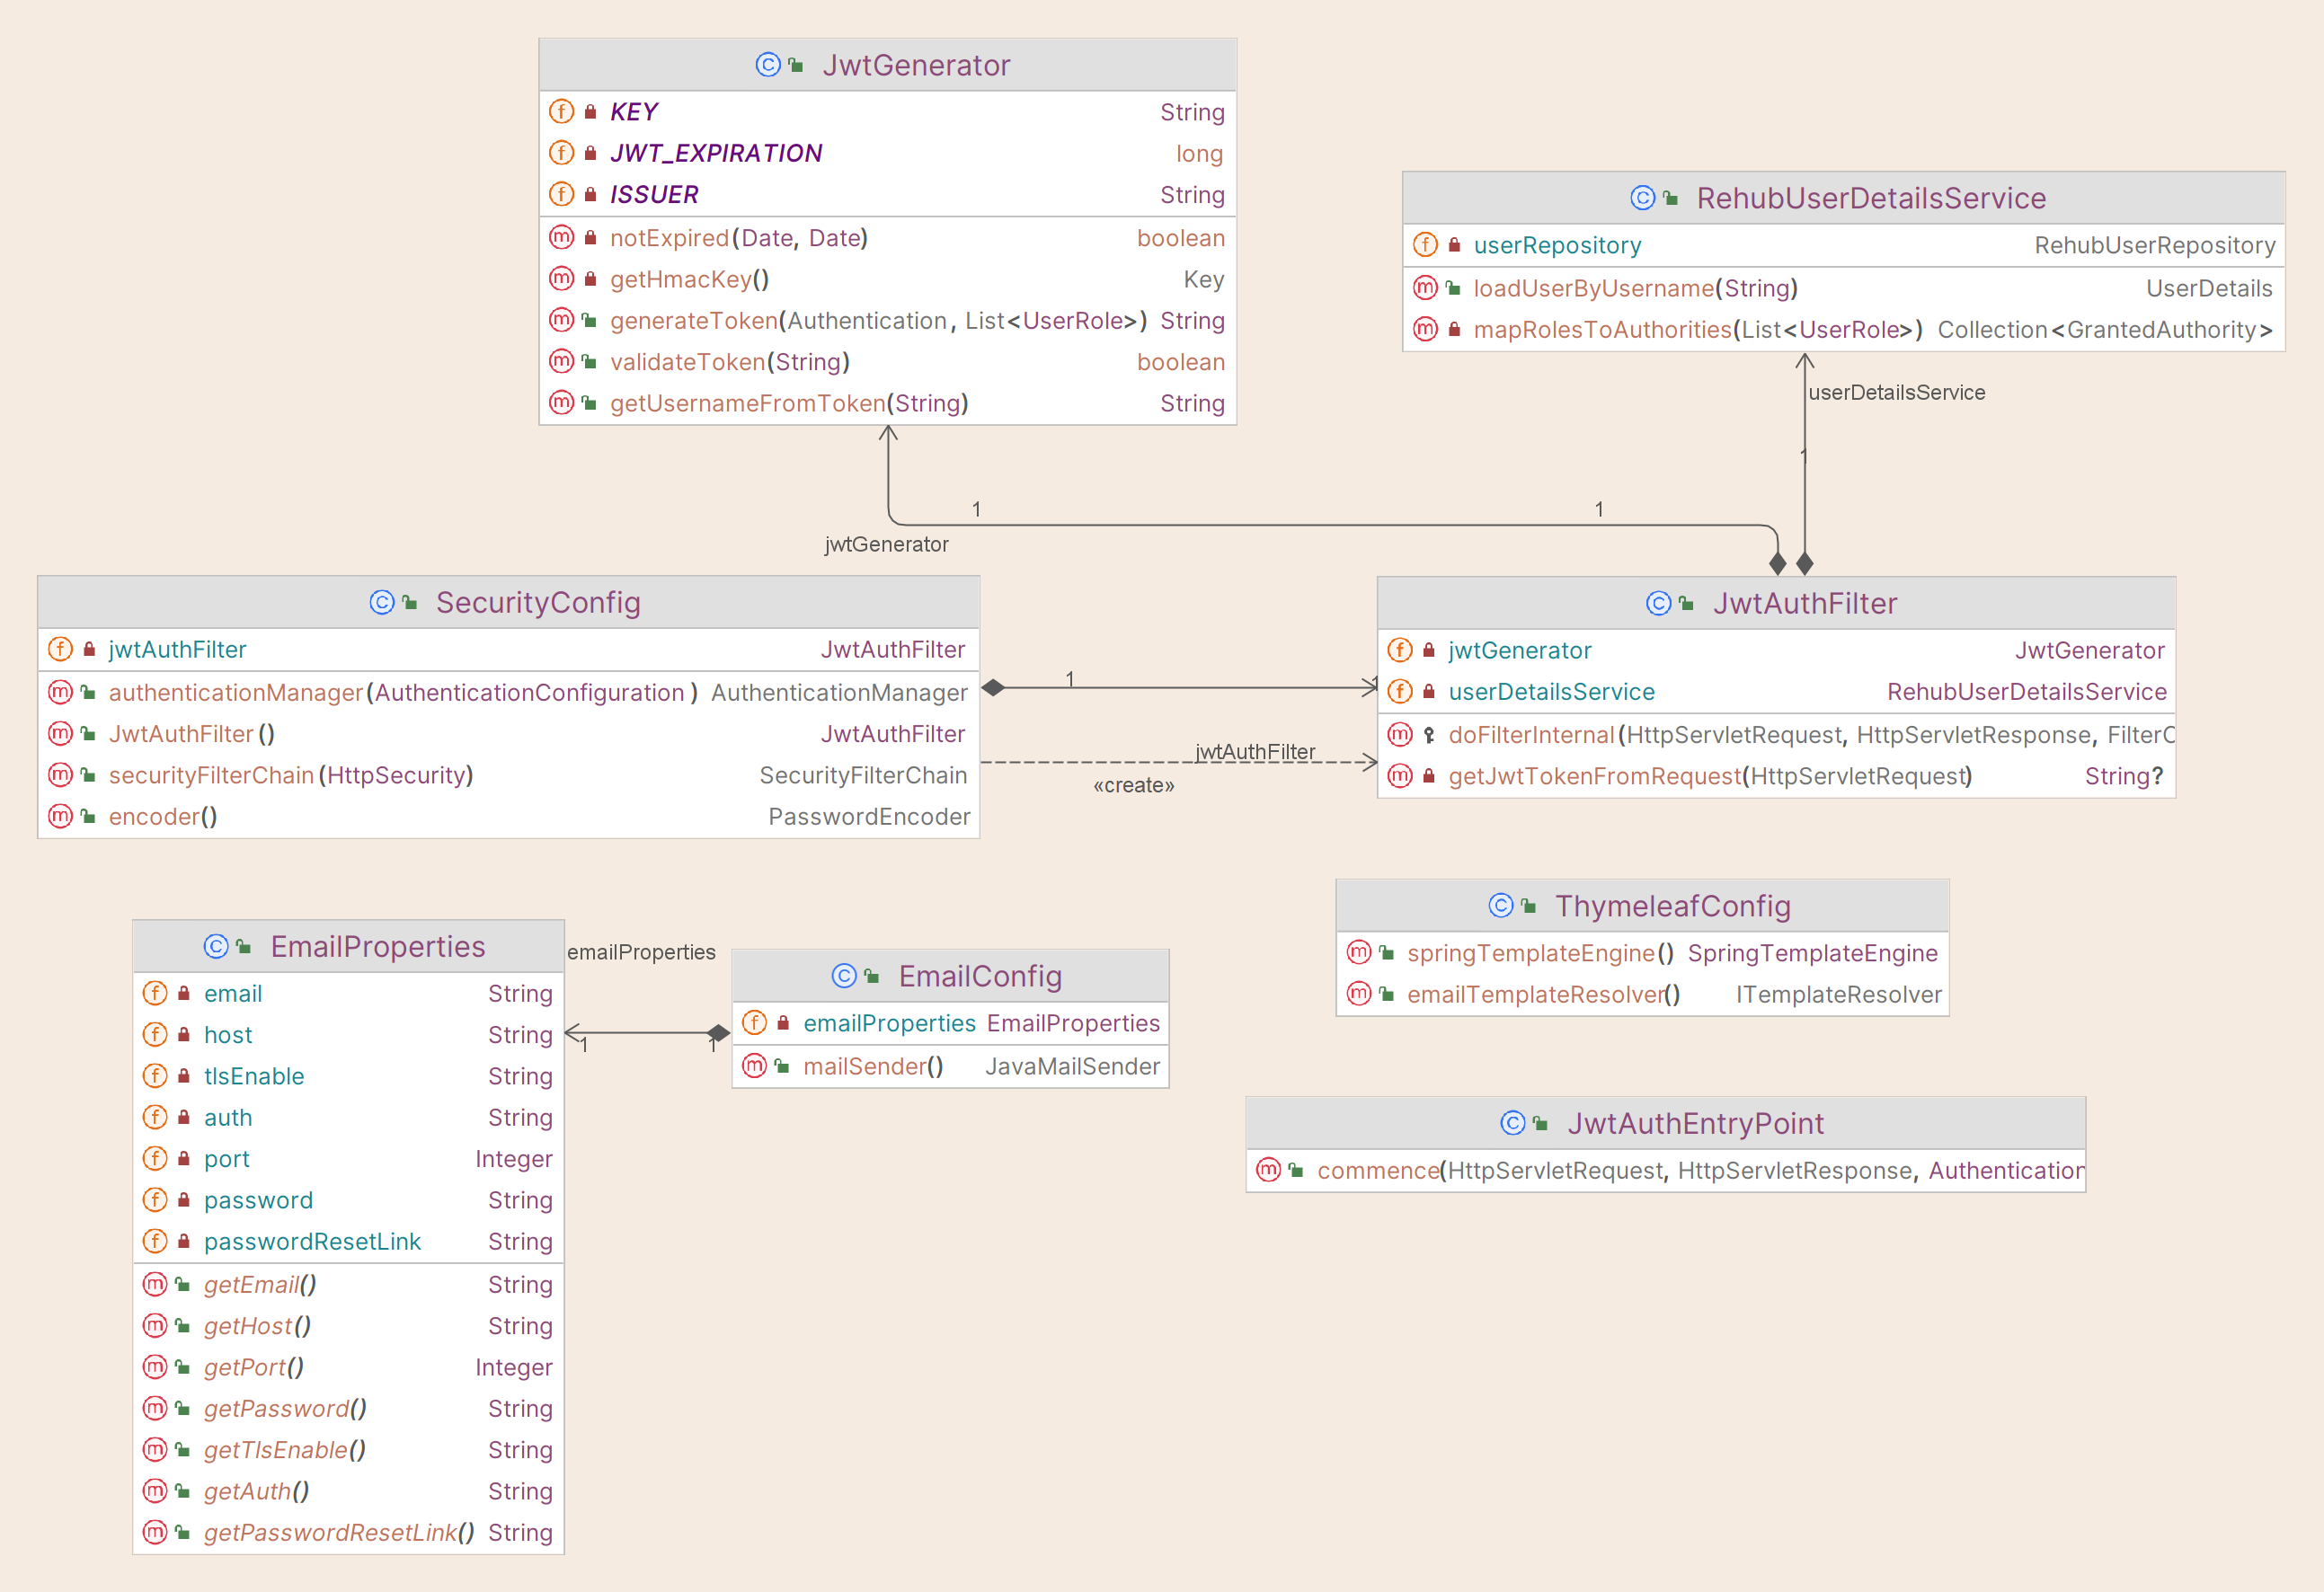 JwtGenerator
KEY String
JWT_EXPIRATION long
ISSUER String
notExpired(Date, Date) boolean
getHmacKey() Key
generateToken(Authentication, List<UserRole>) String
validateToken(String) boolean
getUsernameFromToken(String) String
RehubUserDetailsService
userRepository RehubUserRepository
loadUserByUsername(String) UserDetails
mapRolesToAuthorities(List<UserRole>) Collection<GrantedAuthority>
userDetailsService
1
1
1
jwtGenerator
SecurityConfig
jwtAuthFilter JwtAuthFilter
authenticationManager(AuthenticationConfiguration) AuthenticationManager
JwtAuthFilter() JwtAuthFilter
securityFilterChain(HttpSecurity) SecurityFilterChain
encoder() PasswordEncoder
1
1
jwtAuthFilter
«create»
JwtAuthFilter
jwtGenerator JwtGenerator
userDetailsService RehubUserDetailsService
doFilterInternal(HttpServletRequest, HttpServletResponse, FilterC
getJwtTokenFromRequest(HttpServletRequest) String?
ThymeleafConfig
springTemplateEngine() SpringTemplateEngine
emailTemplateResolver() ITemplateResolver
EmailProperties
email String
host String
tlsEnable String
auth String
port Integer
password String
passwordResetLink String
getEmail() String
getHost() String
getPort() Integer
getPassword() String
getTlsEnable() String
getAuth() String
getPasswordResetLink() String
emailProperties
1
1
EmailConfig
emailProperties EmailProperties
mailSender() JavaMailSender
JwtAuthEntryPoint
commence(HttpServletRequest, HttpServletResponse, Authentication